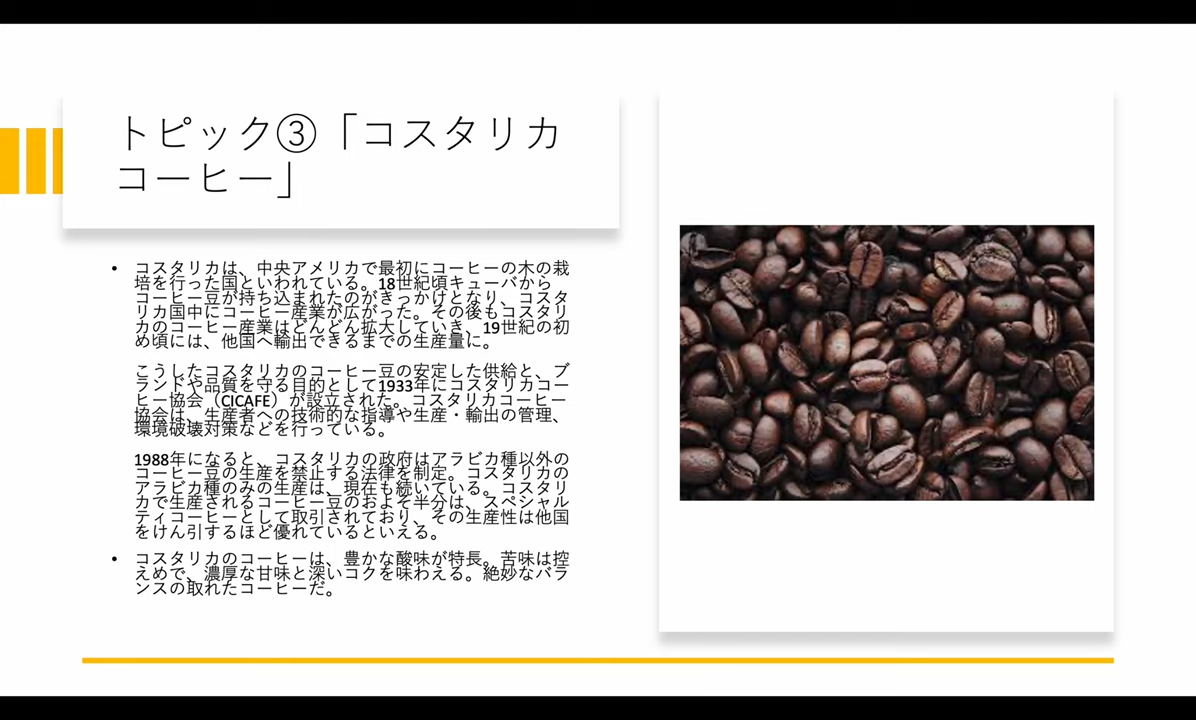 トピック③「コスタリカ
コーヒー」
• コスタリカは、中央アメリカで最初にコーヒーの木の栽
培を行った国といわれている。18世紀頃キューバから
コーヒー豆が持ち込まれたのがきっかけとなり、コスタ
リカ国中にコーヒー産業が広がった。その後もコスタリ
カのコーヒー産業はどんどん拡大していき、19世紀の初
め頃には、他国へ輸出できるまでの生産量に。
こうしたコスタリカのコーヒー豆の安定した供給と、ブ
ランドや品質を守る目的として1933年にコスタリカコー
ヒー協会（CICAFE）が設立された。コスタリカコーヒー
協会は、生産者への技術的な指導や生産・輸出の管理、
環境破壊対策などを行っている。
1988年になると、コスタリカの政府はアラビカ種以外の
コーヒー豆の生産を禁止する法律を制定。コスタリカの
アラビカ種のみの生産は、現在も続いている。コスタリ
カで生産されるコーヒー豆のおよそ半分は、スペシャル
ティコーヒーとして取引されており、その生産性は他国
をけん引するほど優れているといえる。
• コスタリカのコーヒーは、豊かな酸味が特長。苦味は控
えめで、濃厚な甘味と深いコクを味わえる。絶妙なバラ
ンスの取れたコーヒーだ。